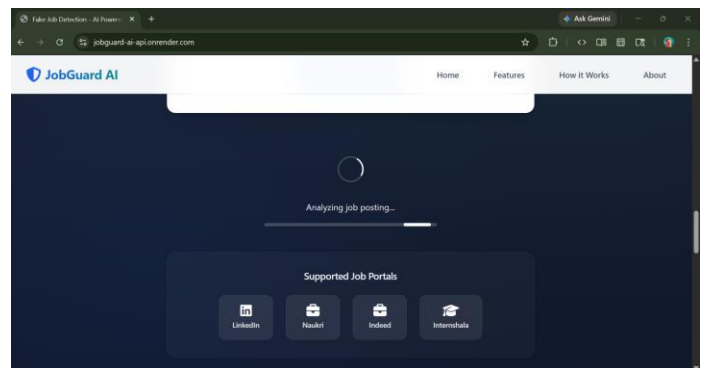 Fake Job Detection - AI Power
Ask Gemini
jobguard-ai-api.onrender.com
JobGuard AI
Home Features How it Works About
Analyzing job posting...
Supported Job Portals
LinkedIn Naukri Indeed Internshala